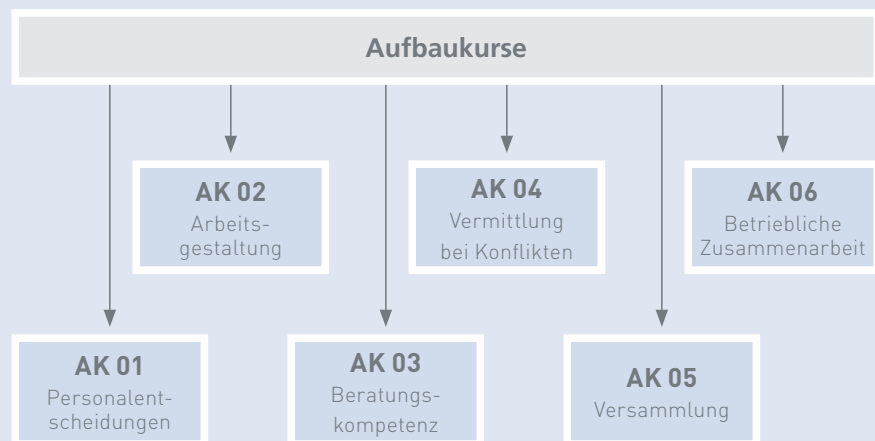 Aufbaukurse
AK 02
Arbeits-
gestaltung
AK 04
Vermittlung
bei Konflikten
AK 06
Betriebliche
Zusammenarbeit
AK 01
Personalent-
scheidungen
AK 03
Beratungs-
kompetenz
AK 05
Versammlung